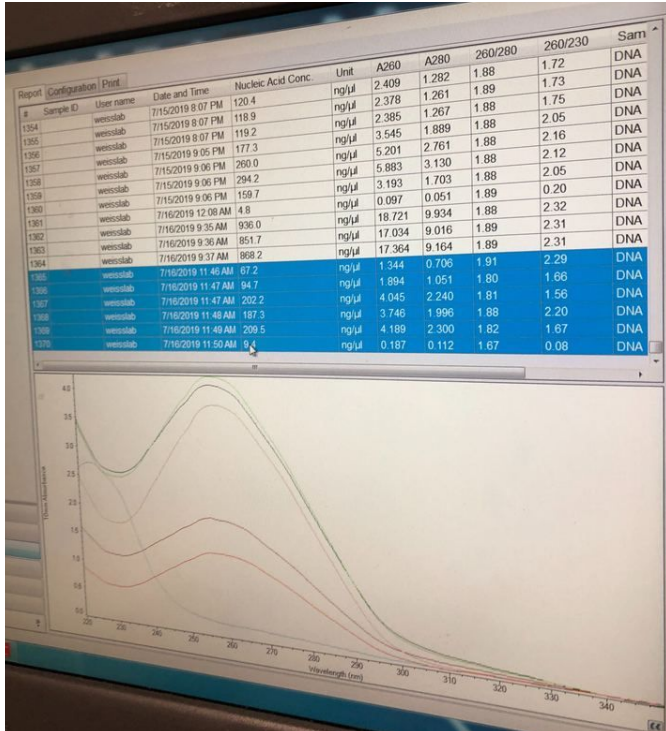 Report Configuration Print
# Sample ID User name Date and Time Nucleic Acid Conc. Unit A260 A280 260/280 260/230 Sam
1354 weisslab 7/15/2019 8:07 PM 120.4 ng/µl 2.409 1.282 1.88 1.72 DNA
1355 weisslab 7/15/2019 8:07 PM 118.9 ng/µl 2.378 1.261 1.89 1.73 DNA
1356 weisslab 7/15/2019 8:07 PM 119.2 ng/µl 2.385 1.267 1.88 1.75 DNA
1357 weisslab 7/15/2019 9:05 PM 177.3 ng/µl 3.545 1.889 1.88 2.05 DNA
1358 weisslab 7/15/2019 9:06 PM 260.0 ng/µl 5.201 2.761 1.88 2.16 DNA
1359 weisslab 7/15/2019 9:06 PM 294.2 ng/µl 5.883 3.130 1.88 2.12 DNA
1360 weisslab 7/15/2019 9:06 PM 159.7 ng/µl 3.193 1.703 1.88 2.05 DNA
1361 weisslab 7/16/2019 12:08 AM 4.8 ng/µl 0.097 0.051 1.89 0.20 DNA
1362 weisslab 7/16/2019 9:35 AM 936.0 ng/µl 18.721 9.934 1.88 2.32 DNA
1363 weisslab 7/16/2019 9:36 AM 851.7 ng/µl 17.034 9.016 1.89 2.31 DNA
1364 weisslab 7/16/2019 9:37 AM 868.2 ng/µl 17.364 9.164 1.89 2.31 DNA
1365 weisslab 7/16/2019 11:46 AM 67.2 ng/µl 1.344 0.706 1.91 2.29 DNA
1366 weisslab 7/16/2019 11:47 AM 94.7 ng/µl 1.894 1.051 1.80 1.66 DNA
1367 weisslab 7/16/2019 11:47 AM 202.2 ng/µl 4.045 2.240 1.81 1.56 DNA
1368 weisslab 7/16/2019 11:48 AM 187.3 ng/µl 3.746 1.996 1.88 2.20 DNA
1369 weisslab 7/16/2019 11:49 AM 209.5 ng/µl 4.189 2.300 1.82 1.67 DNA
1370 weisslab 7/16/2019 11:50 AM ng/µl 0.187 0.112 1.67 0.08 DNA
4.0
3.5
3.0
2.5
2.0
1.5
1.0
0.5
0.0
10mm Absorbance
220 230 240 250 260 270 280 290 300 310 320 330 340
Wavelength (nm)